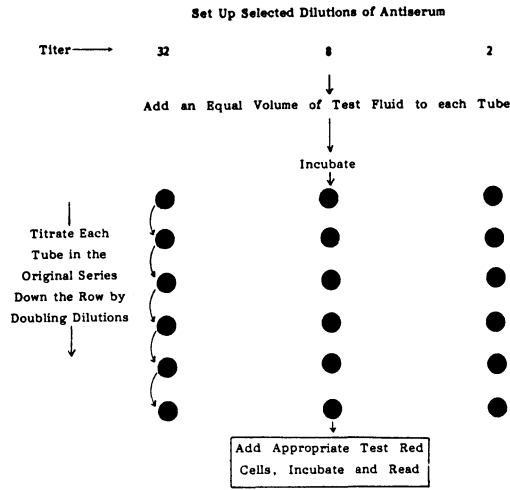 Set Up Selected Dilutions of Antiserum
Titer 32 8 2
Add an Equal Volume of Test Fluid to each Tube
Incubate
Titrate Each
Tube in the
Original Series
Down the Row by
Doubling Dilutions
Add Appropriate Test Red
Cells, Incubate and Read